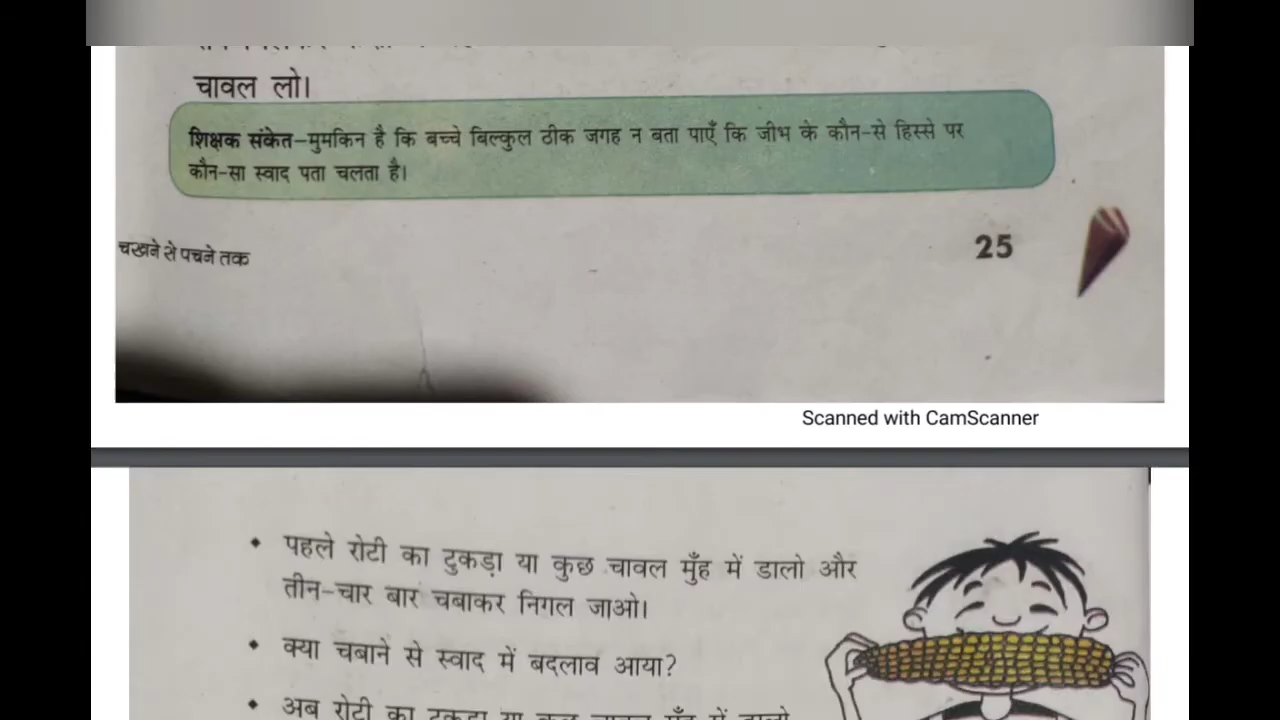 चावल लो।
शिक्षक संकेत–मुमकिन है कि बच्चे बिल्कुल ठीक जगह न बता पाएँ कि जीभ के कौन-से हिस्से पर
कौन-सा स्वाद पता चलता है।
चखने से पचने तक
25
Scanned with CamScanner
• पहले रोटी का टुकड़ा या कुछ चावल मुँह में डालो और
तीन-चार बार चबाकर निगल जाओ।
• क्या चबाने से स्वाद में बदलाव आया?
• अब रोटी का टुकड़ा या कुछ चावल मुँह में डालो